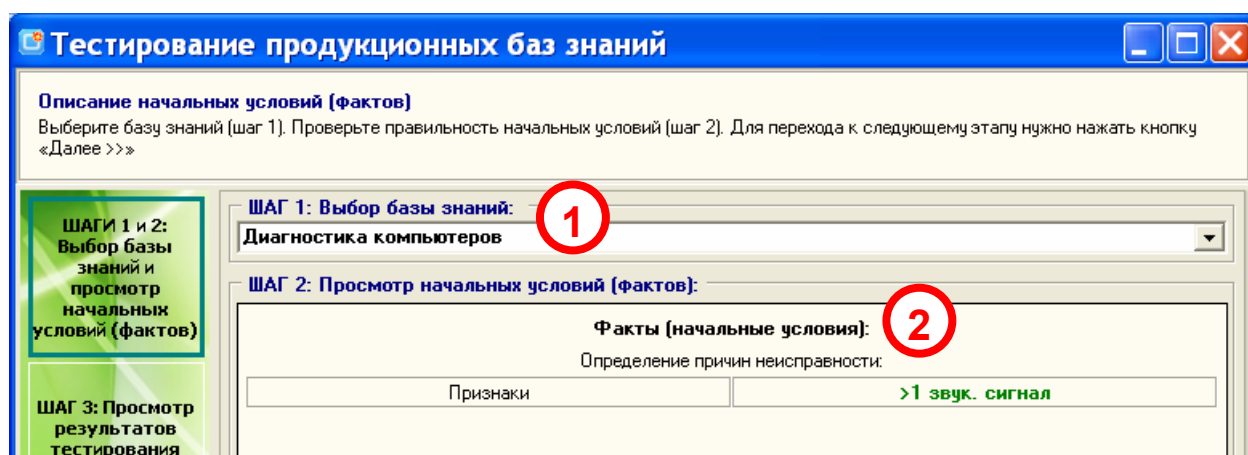 Тестирование продукционных баз знаний
Описание начальных условий (фактов)
Выберите базу знаний (шаг 1). Проверьте правильность начальных условий (шаг 2). Для перехода к следующему этапу нужно нажать кнопку
«Далее >>»
ШАГИ 1 и 2:
Выбор базы
знаний и
просмотр
начальных
условий (фактов)
ШАГ 3: Просмотр
результатов
тестирования
ШАГ 1: Выбор базы знаний:
1
Диагностика компьютеров
ШАГ 2: Просмотр начальных условий (фактов):
Факты (начальные условия):
2
Определение причин неисправности:
Признаки >1 звук. сигнал